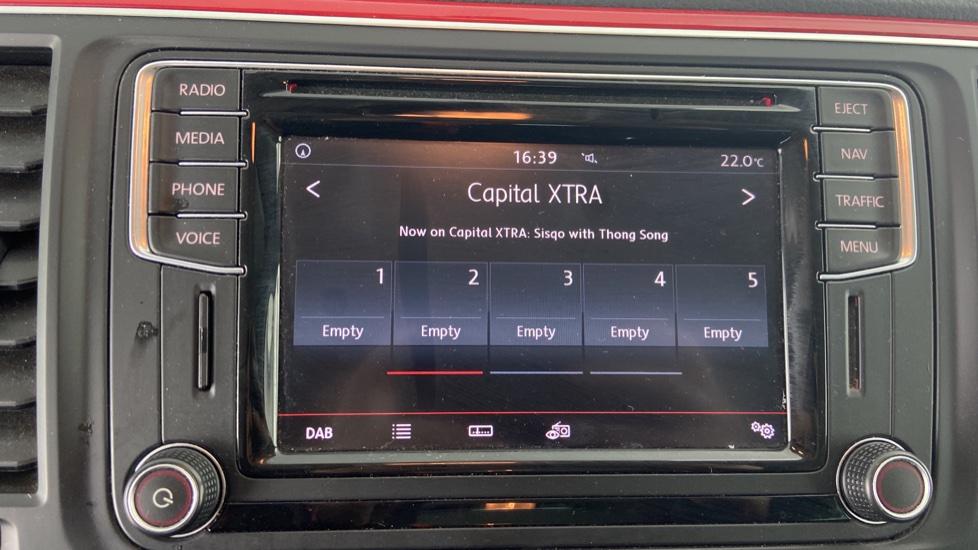 RADIO
MEDIA
PHONE
VOICE
EJECT
NAV
TRAFFIC
MENU
16:39 22.0°C
< Capital XTRA >
Now on Capital XTRA: Sisqo with Thong Song
1 2 3 4 5
Empty Empty Empty Empty Empty
DAB